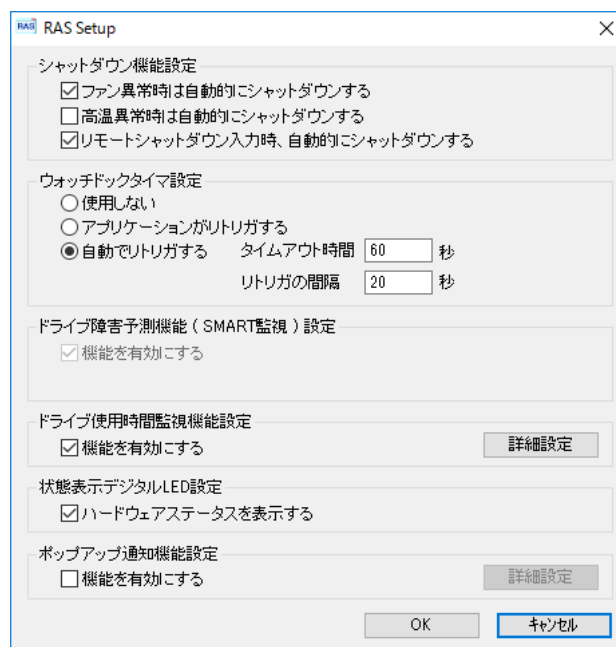 RAS RAS Setup
シャットダウン機能設定
ファン異常時は自動的にシャットダウンする
高温異常時は自動的にシャットダウンする
リモートシャットダウン入力時、自動的にシャットダウンする
ウォッチドックタイマ設定
使用しない
アプリケーションがリトリガする
自動でリトリガする タイムアウト時間 60 秒
リトリガの間隔 20 秒
ドライブ障害予測機能(SMART監視)設定
機能を有効にする
ドライブ使用時間監視機能設定
機能を有効にする 詳細設定
状態表示デジタルLED設定
ハードウェアステータスを表示する
ポップアップ通知機能設定
機能を有効にする 詳細設定
OK キャンセル